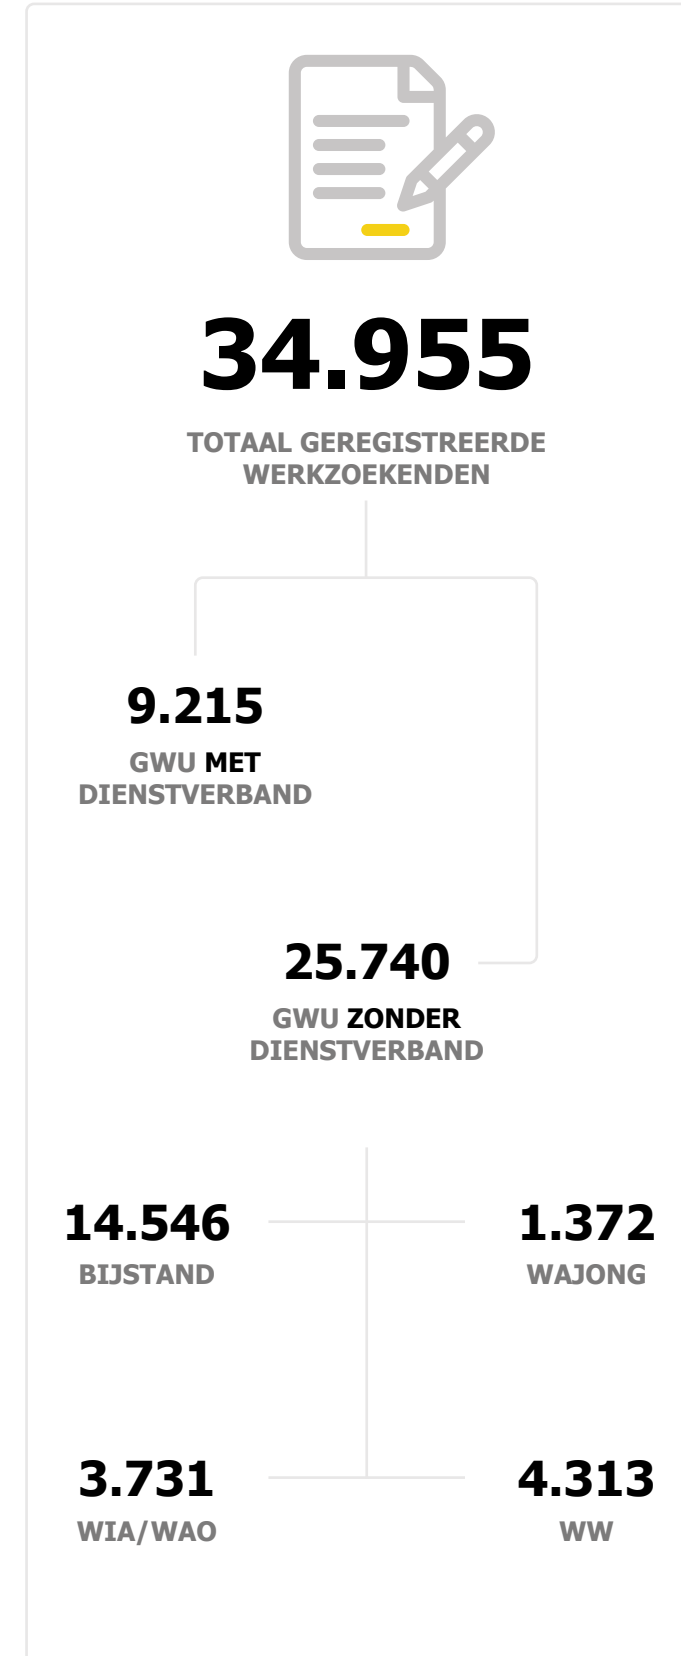 34.955
TOTAAL GEREGISTREERDE
WERKZOEKENDEN
9.215
GWU MET
DIENSTVERBAND
25.740
GWU ZONDER
DIENSTVERBAND
14.546
BIJSTAND
1.372
WAJONG
3.731
WIA/WAO
4.313
WW